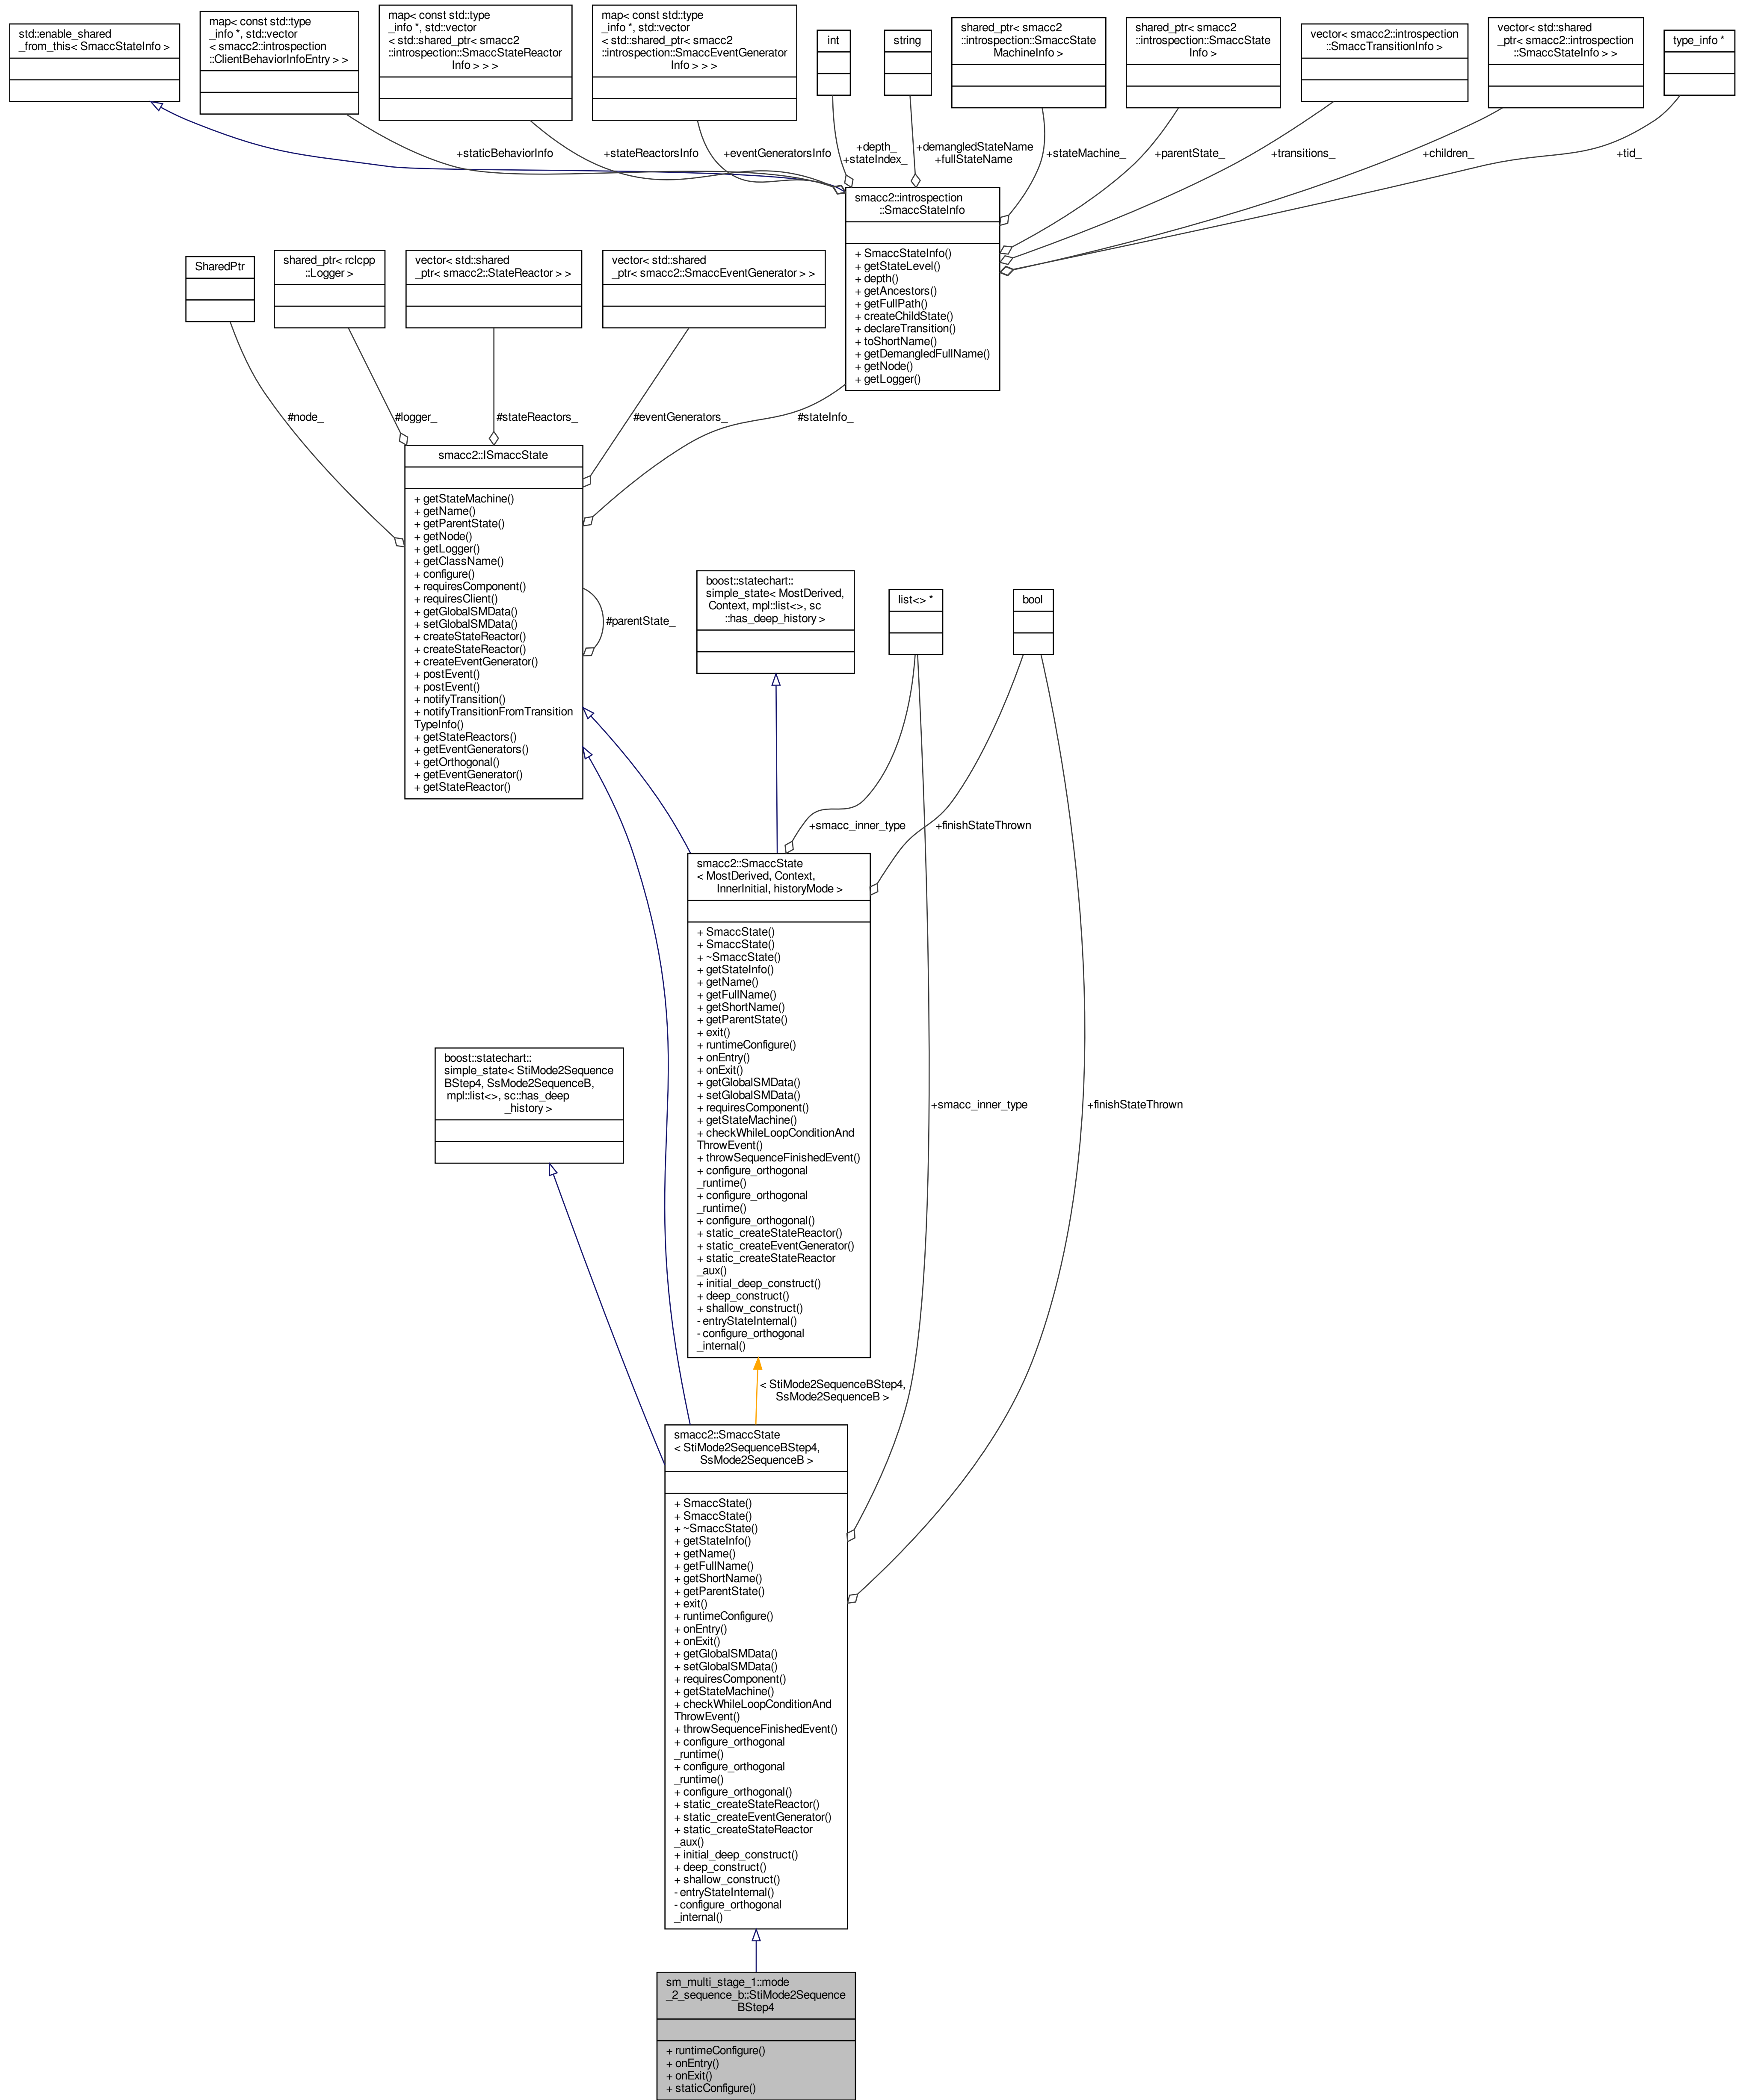 std::enable_shared
_from_this< SmaccStateInfo >
map< const std::type
_info *, std::vector
< smacc2::introspection
::ClientBehaviorInfoEntry > >
map< const std::type
_info *, std::vector
< std::shared_ptr< smacc2
::introspection::SmaccStateReactor
Info > > >
map< const std::type
_info *, std::vector
< std::shared_ptr< smacc2
::introspection::SmaccEventGenerator
Info > > >
int
string
shared_ptr< smacc2
::introspection::SmaccState
MachineInfo >
shared_ptr< smacc2
::introspection::SmaccState
Info >
vector< smacc2::introspection
::SmaccTransitionInfo >
vector< std::shared
_ptr< smacc2::introspection
::SmaccStateInfo > >
type_info *
+staticBehaviorInfo
+stateReactorsInfo
+eventGeneratorsInfo
+depth_
+stateIndex_
+demangledStateName
+fullStateName
+stateMachine_
+parentState_
+transitions_
+children_
+tid_
smacc2::introspection
::SmaccStateInfo
+ SmaccStateInfo()
+ getStateLevel()
+ depth()
+ getAncestors()
+ getFullPath()
+ createChildState()
+ declareTransition()
+ toShortName()
+ getDemangledFullName()
+ getNode()
+ getLogger()
SharedPtr
shared_ptr< rclcpp
::Logger >
vector< std::shared
_ptr< smacc2::StateReactor > >
vector< std::shared
_ptr< smacc2::SmaccEventGenerator > >
#node_
#logger_
#stateReactors_
#eventGenerators_
#stateInfo_
smacc2::ISmaccState
+ getStateMachine()
+ getName()
+ getParentState()
+ getNode()
+ getLogger()
+ getClassName()
+ configure()
+ requiresComponent()
+ requiresClient()
+ getGlobalSMData()
+ setGlobalSMData()
+ createStateReactor()
+ createStateReactor()
+ createEventGenerator()
+ postEvent()
+ postEvent()
+ notifyTransition()
+ notifyTransitionFromTransition
TypeInfo()
+ getStateReactors()
+ getEventGenerators()
+ getOrthogonal()
+ getEventGenerator()
+ getStateReactor()
#parentState_
boost::statechart::
simple_state< MostDerived,
Context, mpl::list<>, sc
::has_deep_history >
list<> *
bool
+smacc_inner_type
+finishStateThrown
smacc2::SmaccState
< MostDerived, Context,
InnerInitial, historyMode >
+ SmaccState()
+ SmaccState()
+ ~SmaccState()
+ getStateInfo()
+ getName()
+ getFullName()
+ getShortName()
+ getParentState()
+ exit()
+ runtimeConfigure()
+ onEntry()
+ onExit()
+ getGlobalSMData()
+ setGlobalSMData()
+ requiresComponent()
+ getStateMachine()
+ checkWhileLoopConditionAnd
ThrowEvent()
+ throwSequenceFinishedEvent()
+ configure_orthogonal
_runtime()
+ configure_orthogonal
_runtime()
+ configure_orthogonal()
+ static_createStateReactor()
+ static_createEventGenerator()
+ static_createStateReactor
_aux()
+ initial_deep_construct()
+ deep_construct()
+ shallow_construct()
- entryStateInternal()
- configure_orthogonal
_internal()
boost::statechart::
simple_state< StiMode2Sequence
BStep4, SsMode2SequenceB,
mpl::list<>, sc::has_deep
_history >
+smacc_inner_type
+finishStateThrown
< StiMode2SequenceBStep4,
SsMode2SequenceB >
smacc2::SmaccState
< StiMode2SequenceBStep4,
SsMode2SequenceB >
+ SmaccState()
+ SmaccState()
+ ~SmaccState()
+ getStateInfo()
+ getName()
+ getFullName()
+ getShortName()
+ getParentState()
+ exit()
+ runtimeConfigure()
+ onEntry()
+ onExit()
+ getGlobalSMData()
+ setGlobalSMData()
+ requiresComponent()
+ getStateMachine()
+ checkWhileLoopConditionAnd
ThrowEvent()
+ throwSequenceFinishedEvent()
+ configure_orthogonal
_runtime()
+ configure_orthogonal
_runtime()
+ configure_orthogonal()
+ static_createStateReactor()
+ static_createEventGenerator()
+ static_createStateReactor
_aux()
+ initial_deep_construct()
+ deep_construct()
+ shallow_construct()
- entryStateInternal()
- configure_orthogonal
_internal()
sm_multi_stage_1::mode
_2_sequence_b::StiMode2Sequence
BStep4
+ runtimeConfigure()
+ onEntry()
+ onExit()
+ staticConfigure()